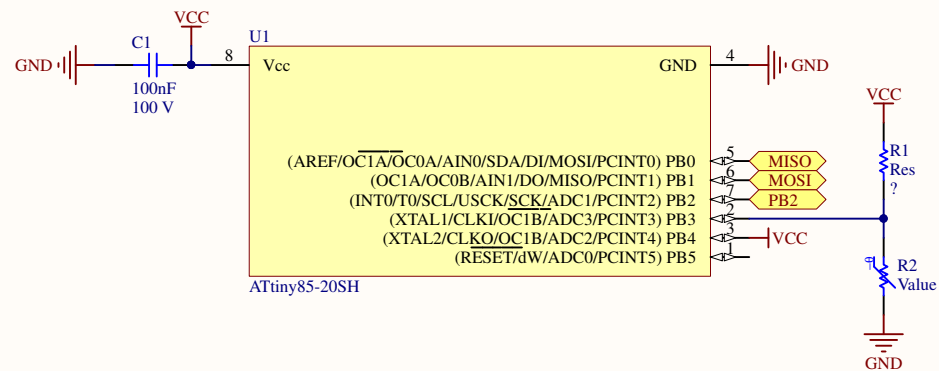 VCC
C1
GND
100nF
100 V
U1
8
Vcc
GND
4
GND
(AREF/OC1A/OC0A/AIN0/SDA/DI/MOSI/PCINT0) PB0
5
MISO
(OC1A/OC0B/AIN1/DO/MISO/PCINT1) PB1
6
MOSI
(INT0/T0/SCL/USCK/SCK/ADC1/PCINT2) PB2
7
PB2
(XTAL1/CLKI/OC1B/ADC3/PCINT3) PB3
2
(XTAL2/CLKO/OC1B/ADC2/PCINT4) PB4
3
VCC
(RESET/dW/ADC0/PCINT5) PB5
1
ATtiny85-20SH
VCC
R1
Res
?
R2
Value
GND